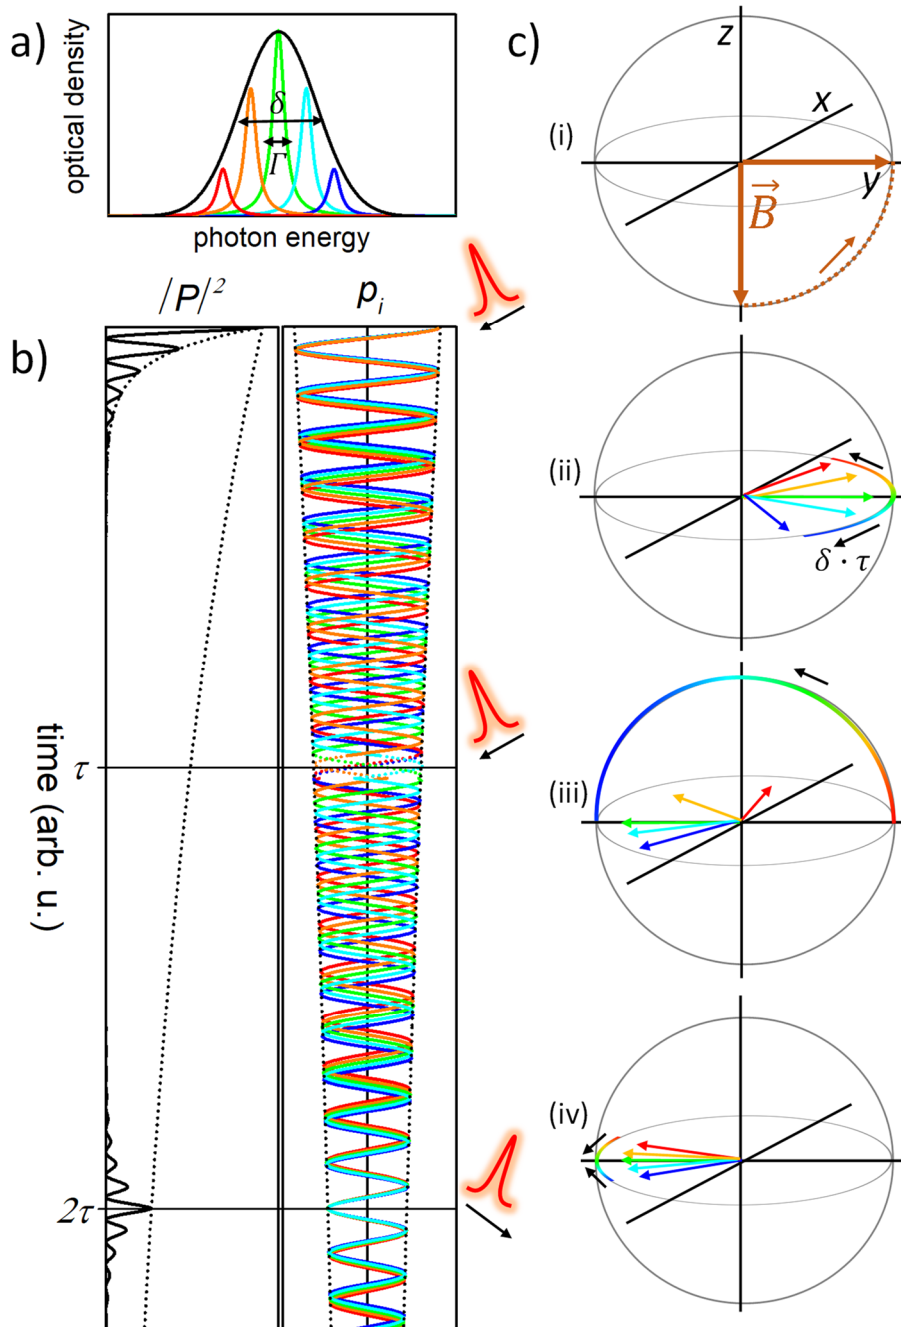 a)
optical density
δ
Γ
photon energy
c)
z
x
(i)
y
B⃗
|P|²
pᵢ
b)
(ii)
δ · τ
time (arb. u.)
τ
(iii)
(iv)
2τ